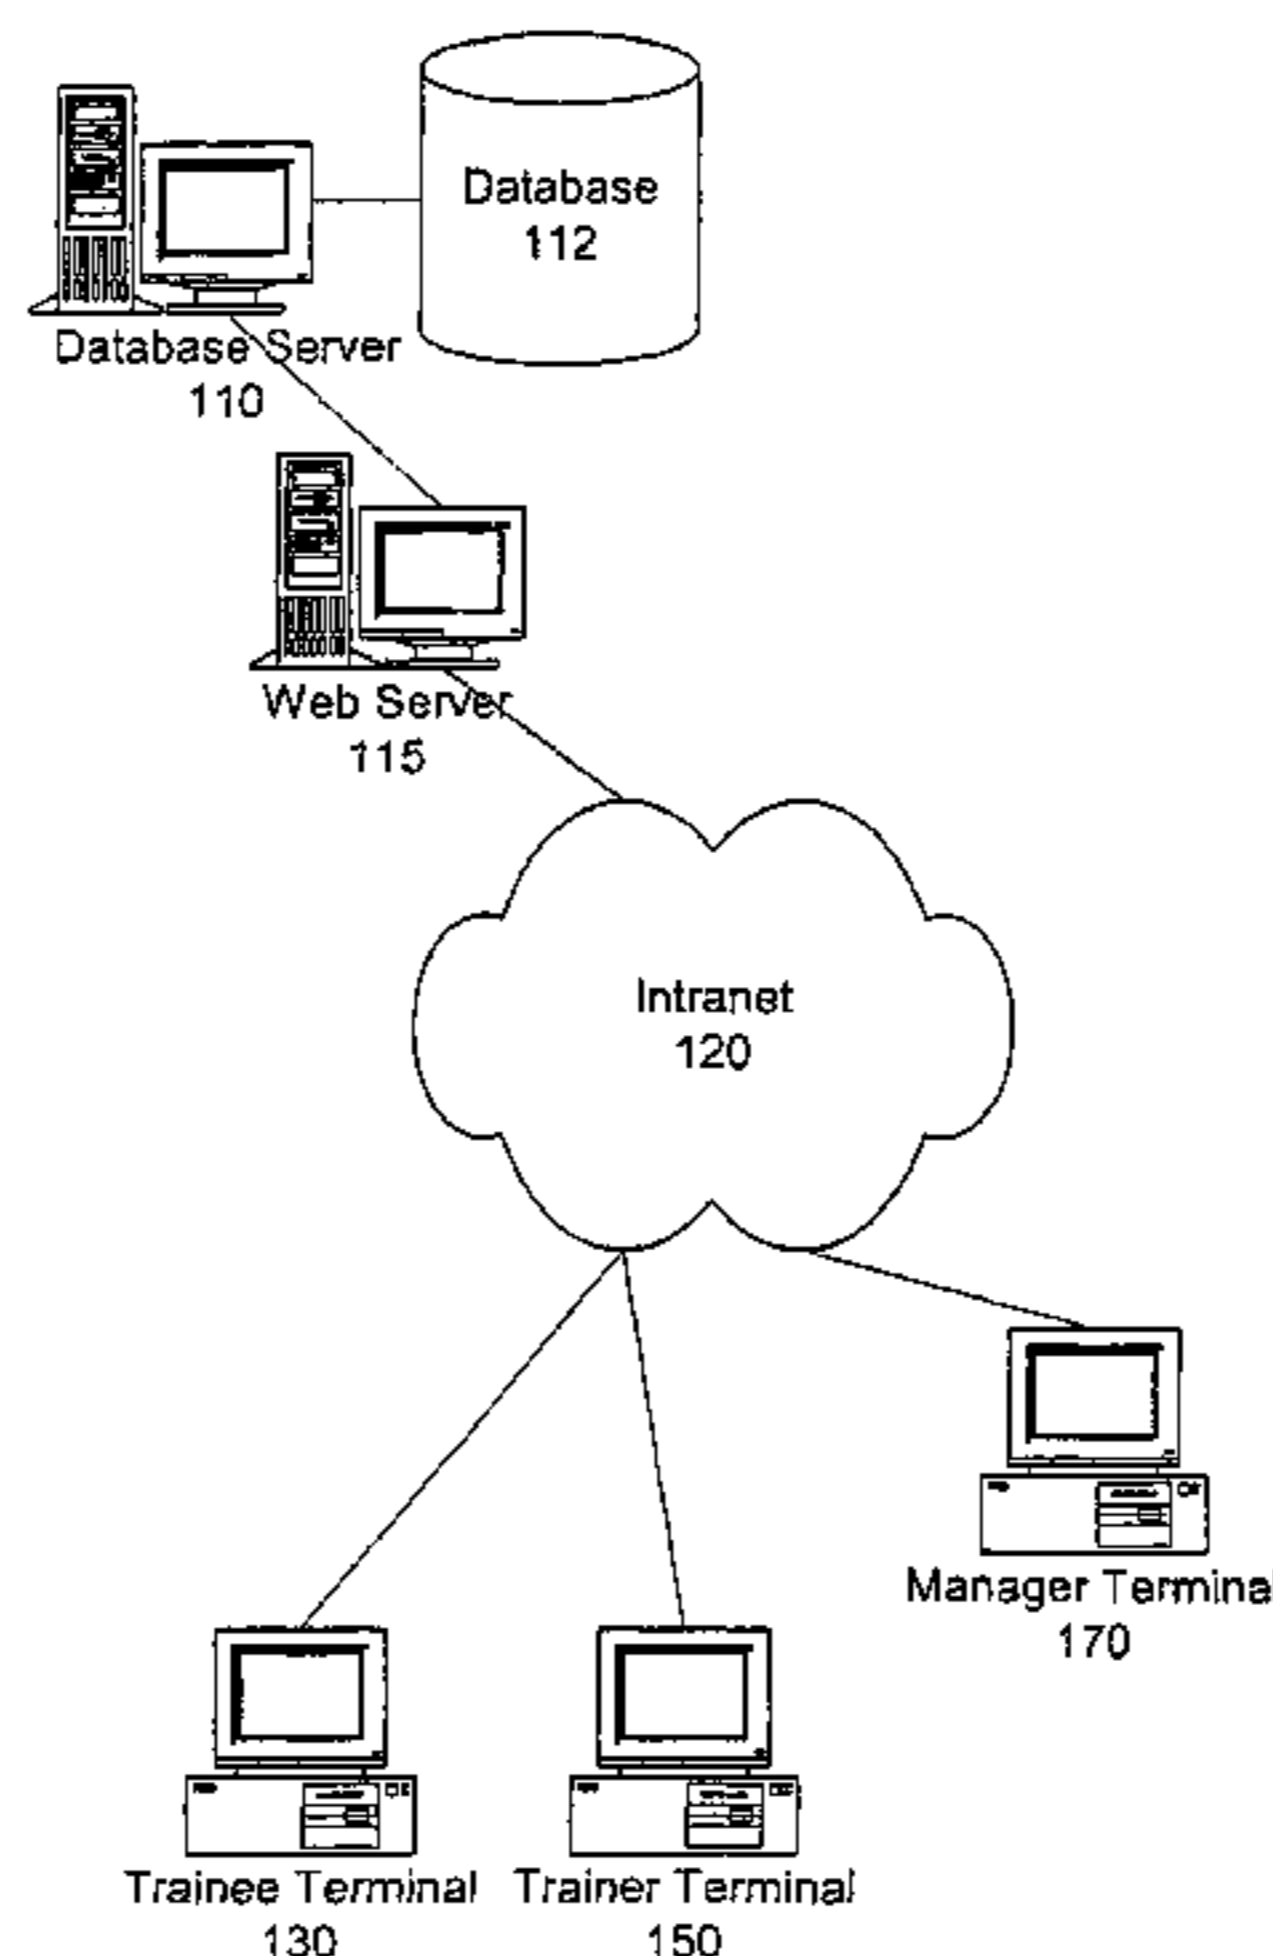 Database
112
Database Server
110
Web Server
115
Intranet
120
Manager Terminal
170
Trainee Terminal
130
Trainer Terminal
150